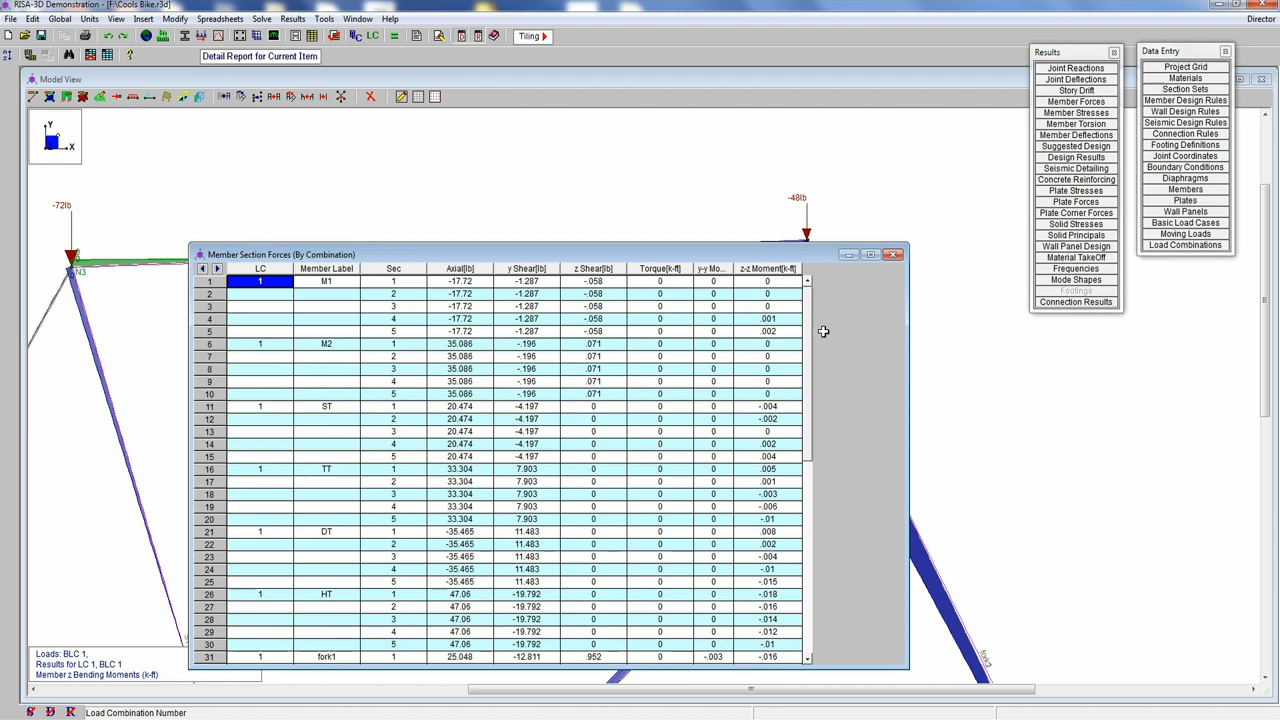 RISA-3D Demonstration - [F:\Cools Bike.r3d]
File Edit Global Units View Insert Modify Spreadsheets Solve Results Tools Window Help
Director
BC LC = Tiling
Detail Report for Current Item
Model View
Y
X
-72lb
N3
-48lb
fork2
Results
Joint Reactions
Joint Deflections
Story Drift
Member Forces
Member Stresses
Member Torsion
Member Deflections
Suggested Design
Design Results
Seismic Detailing
Concrete Reinforcing
Plate Stresses
Plate Forces
Plate Corner Forces
Solid Stresses
Solid Principals
Wall Panel Design
Material TakeOff
Frequencies
Mode Shapes
Footings
Connection Results
Data Entry
Project Grid
Materials
Section Sets
Member Design Rules
Wall Design Rules
Seismic Design Rules
Connection Rules
Footing Definitions
Joint Coordinates
Boundary Conditions
Diaphragms
Members
Plates
Wall Panels
Basic Load Cases
Moving Loads
Load Combinations
Member Section Forces (By Combination)
LC Member Label Sec Axial[lb] y Shear[lb] z Shear[lb] Torque[k-ft] y-y Mo... z-z Moment[k-ft]
1 1 M1 1 -17.72 -1.287 -.058 0 0 0
2 2 -17.72 -1.287 -.058 0 0 0
3 3 -17.72 -1.287 -.058 0 0 0
4 4 -17.72 -1.287 -.058 0 0 .001
5 5 -17.72 -1.287 -.058 0 0 .002
6 1 M2 1 35.086 -.196 .071 0 0 0
7 2 35.086 -.196 .071 0 0 0
8 3 35.086 -.196 .071 0 0 0
9 4 35.086 -.196 .071 0 0 0
10 5 35.086 -.196 .071 0 0 0
11 1 ST 1 20.474 -4.197 0 0 0 -.004
12 2 20.474 -4.197 0 0 0 -.002
13 3 20.474 -4.197 0 0 0 0
14 4 20.474 -4.197 0 0 0 .002
15 5 20.474 -4.197 0 0 0 .004
16 1 TT 1 33.304 7.903 0 0 0 .005
17 2 33.304 7.903 0 0 0 .001
18 3 33.304 7.903 0 0 0 -.003
19 4 33.304 7.903 0 0 0 -.006
20 5 33.304 7.903 0 0 0 -.01
21 1 DT 1 -35.465 11.483 0 0 0 .008
22 2 -35.465 11.483 0 0 0 .002
23 3 -35.465 11.483 0 0 0 -.004
24 4 -35.465 11.483 0 0 0 -.01
25 5 -35.465 11.483 0 0 0 -.015
26 1 HT 1 47.06 -19.792 0 0 0 -.018
27 2 47.06 -19.792 0 0 0 -.016
28 3 47.06 -19.792 0 0 0 -.014
29 4 47.06 -19.792 0 0 0 -.012
30 5 47.06 -19.792 0 0 0 -.01
31 1 fork1 1 25.048 -12.811 .952 0 -.003 -.016
Loads: BLC 1,
Results for LC 1, BLC 1
Member z Bending Moments (k-ft)
S D R Load Combination Number